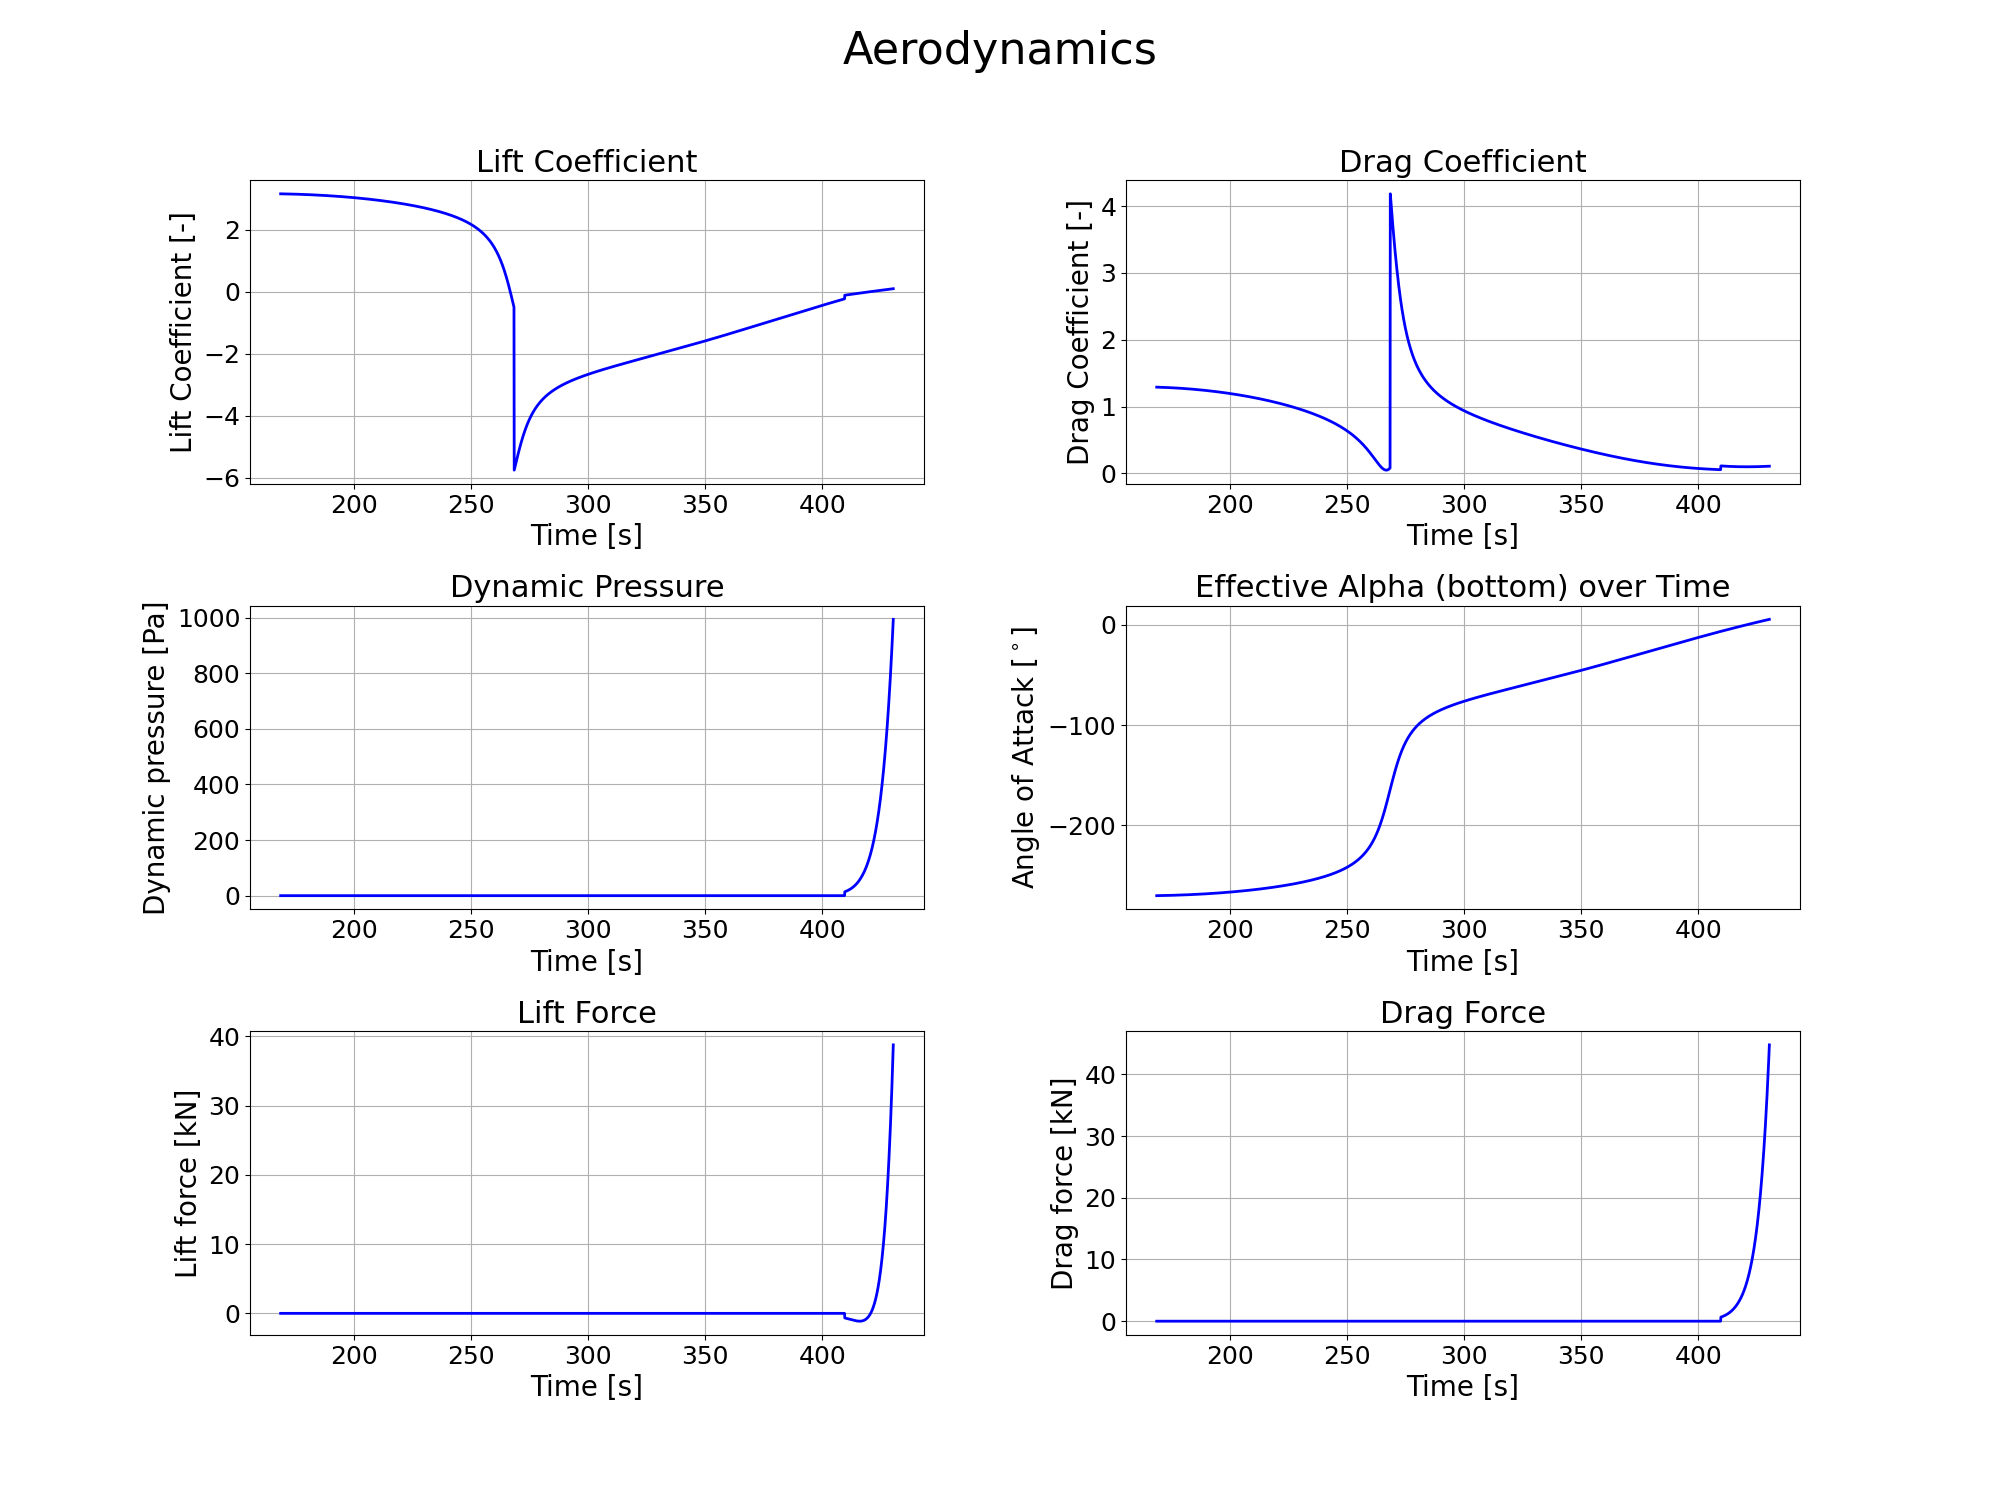 Aerodynamics
Lift Coefficient
Lift Coefficient [-]
2
0
−2
−4
−6
200 250 300 350 400
Time [s]
Drag Coefficient
Drag Coefficient [-]
4
3
2
1
0
200 250 300 350 400
Time [s]
Dynamic Pressure
Dynamic pressure [Pa]
1000
800
600
400
200
0
200 250 300 350 400
Time [s]
Effective Alpha (bottom) over Time
Angle of Attack [°]
0
−100
−200
200 250 300 350 400
Time [s]
Lift Force
Lift force [kN]
40
30
20
10
0
200 250 300 350 400
Time [s]
Drag Force
Drag force [kN]
40
30
20
10
0
200 250 300 350 400
Time [s]